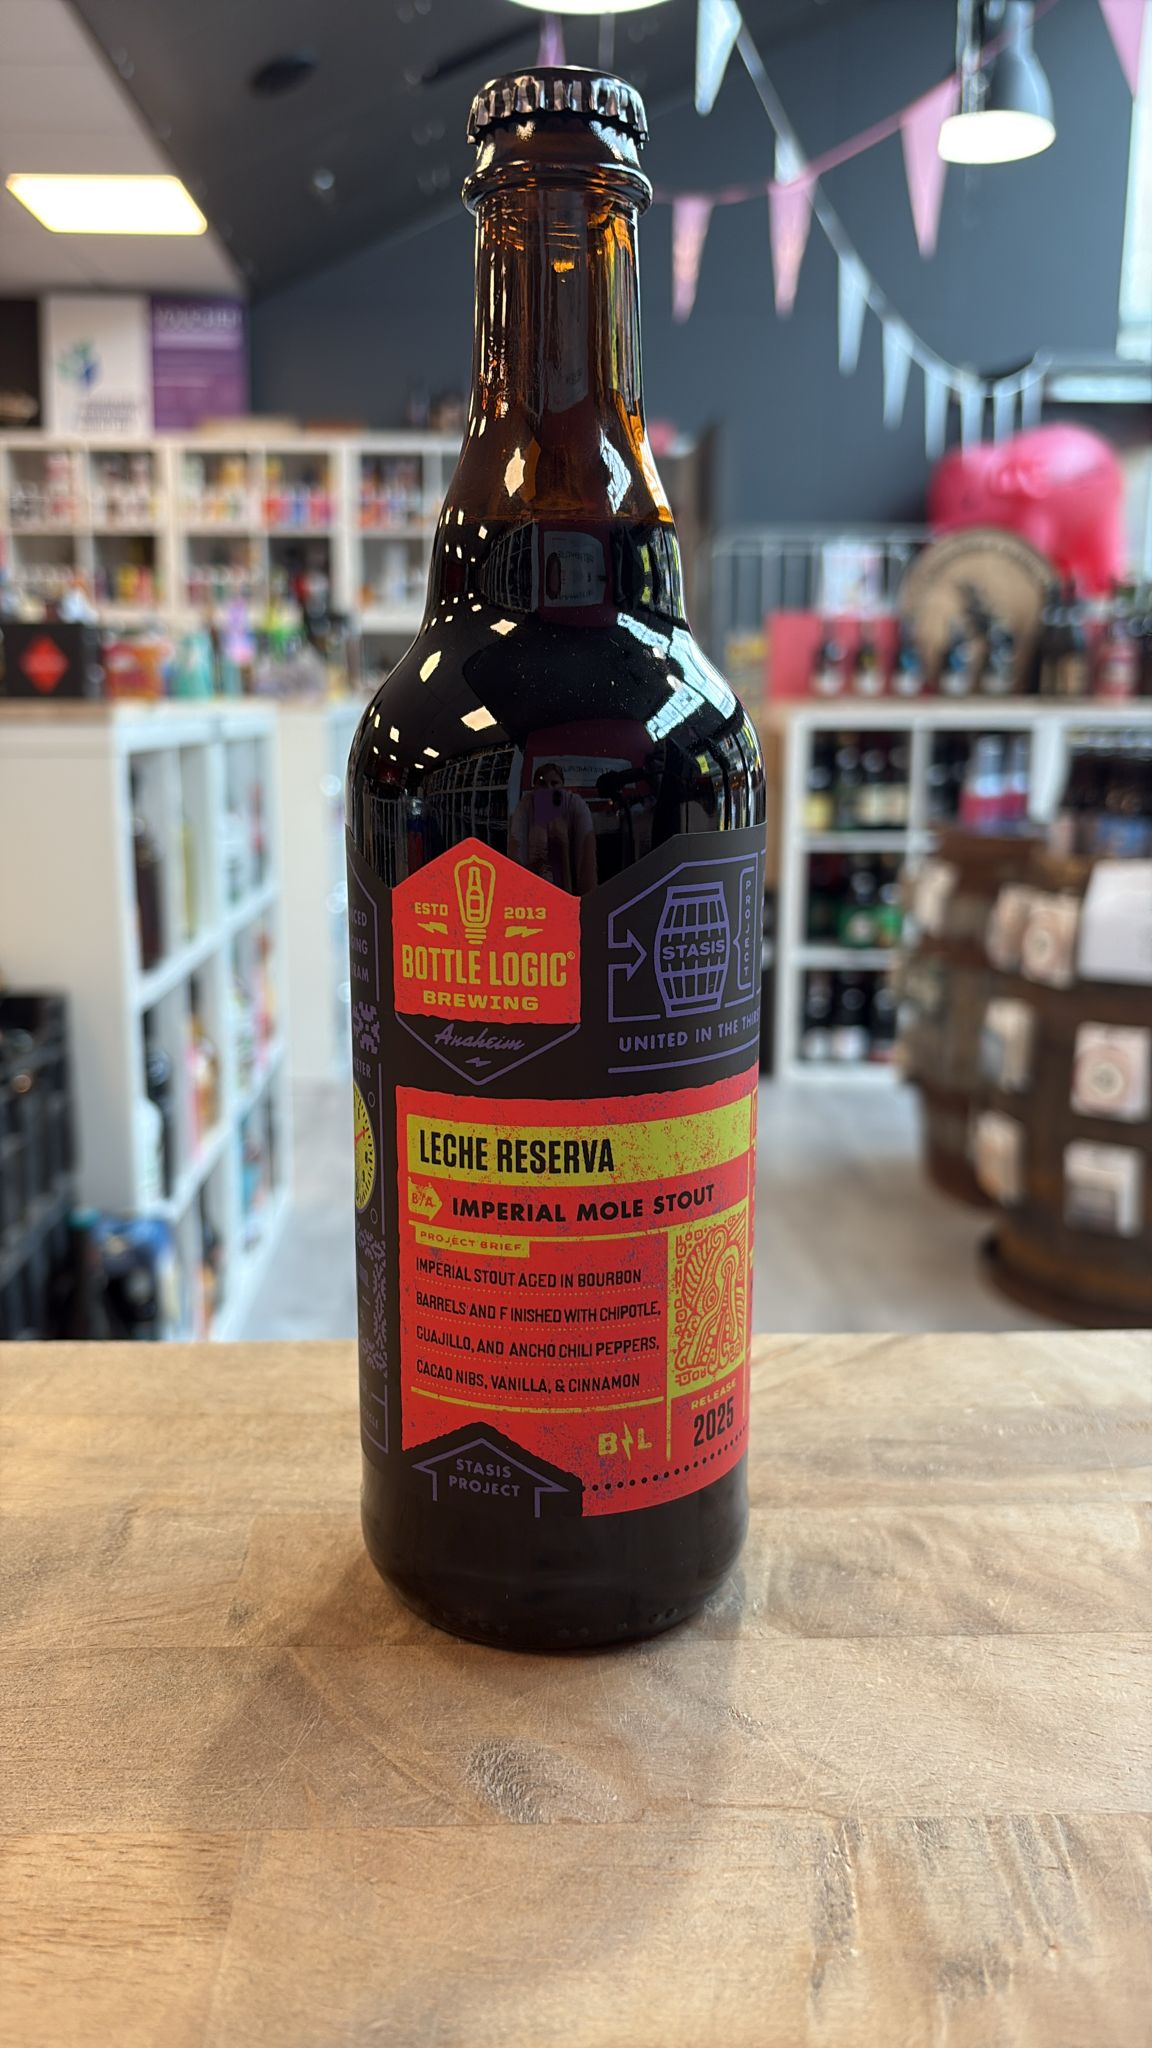 ESTD 2013
BOTTLE LOGIC®
BREWING
Anaheim
STASIS
PROJECT
UNITED IN THE
LECHE RESERVA
B/A IMPERIAL MOLE STOUT
PROJECT BRIEF
IMPERIAL STOUT AGED IN BOURBON
BARRELS AND FINISHED WITH CHIPOTLE,
GUAJILLO, AND ANCHO CHILI PEPPERS,
CACAO NIBS, VANILLA, & CINNAMON
RELEASE
2025
B L
STASIS
PROJECT